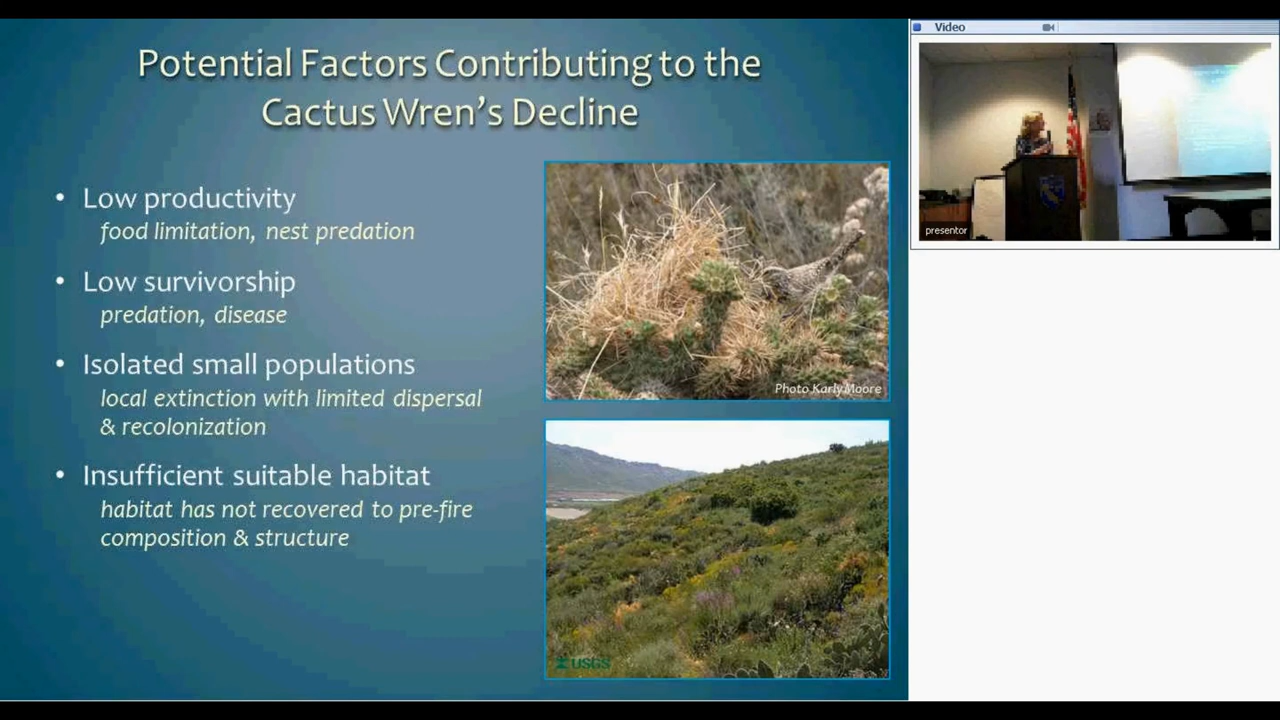 Potential Factors Contributing to the
Cactus Wren's Decline
• Low productivity
food limitation, nest predation
• Low survivorship
predation, disease
• Isolated small populations
local extinction with limited dispersal
& recolonization
• Insufficient suitable habitat
habitat has not recovered to pre-fire
composition & structure
Photo Karly Moore
USGS
Video
presentor